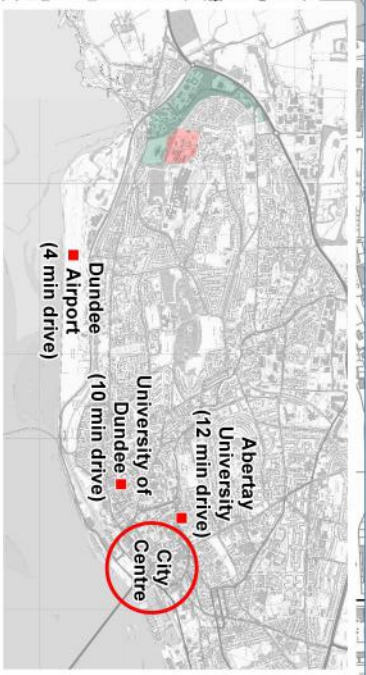 Dundee
Airport
(4 min drive)
University of
Dundee
(10 min drive)
Abertay
University
(12 min drive)
City
Centre